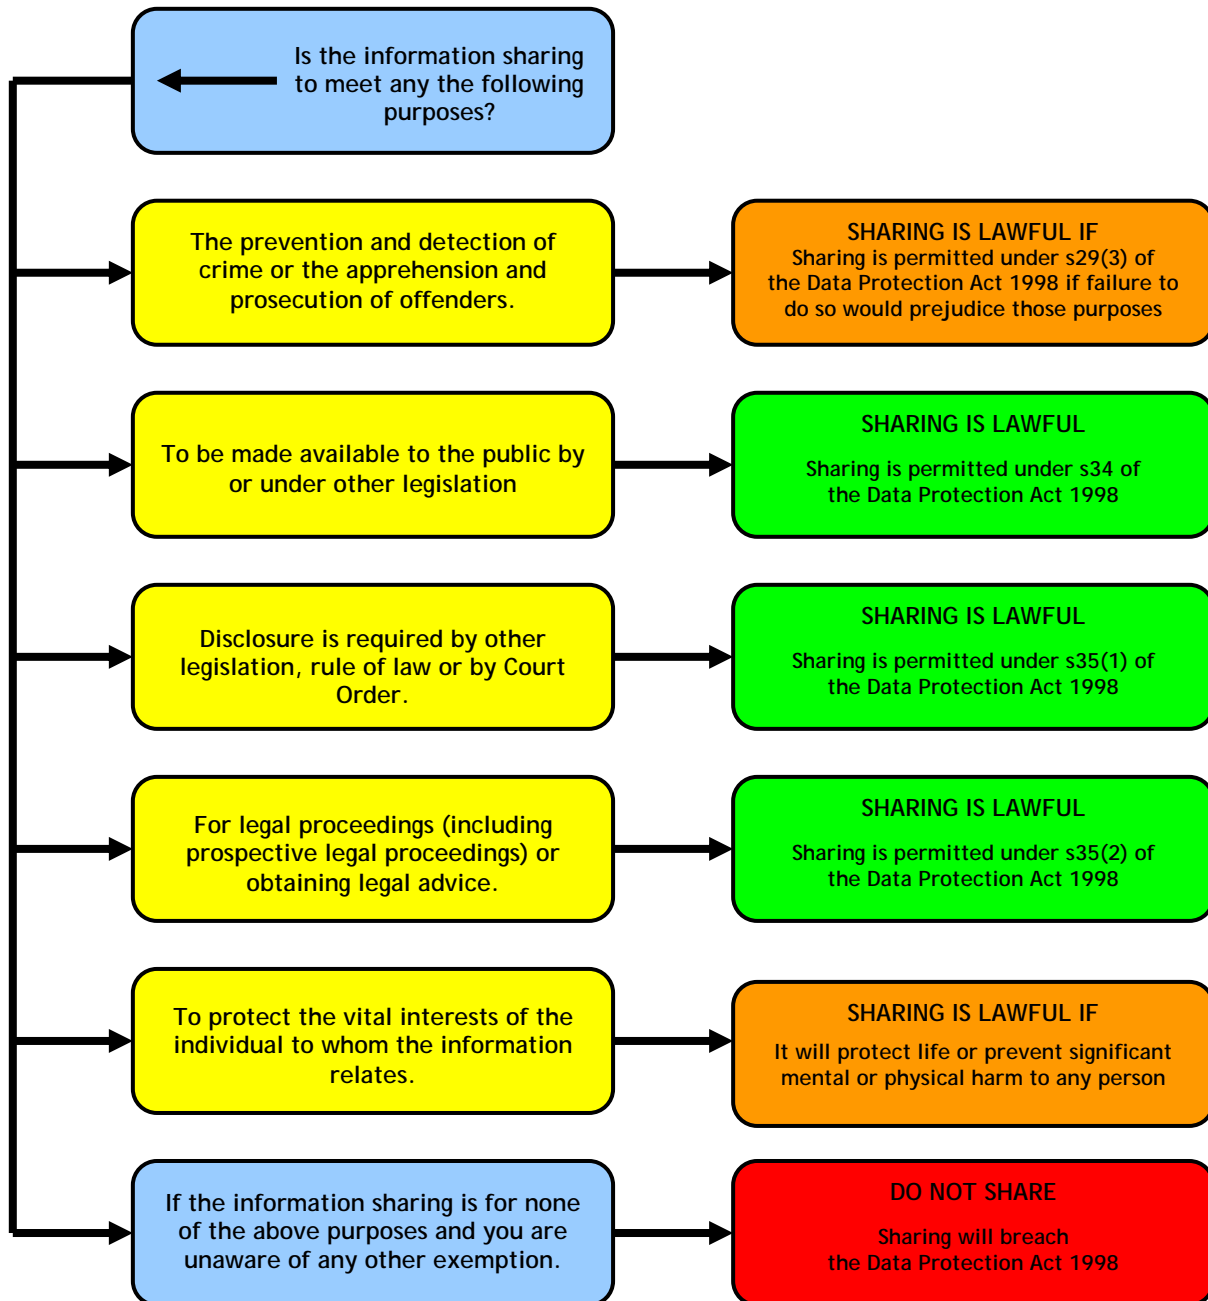 Is the information sharing
to meet any the following
purposes?
The prevention and detection of
crime or the apprehension and
prosecution of offenders.
SHARING IS LAWFUL IF
Sharing is permitted under s29(3) of
the Data Protection Act 1998 if failure to
do so would prejudice those purposes
To be made available to the public by
or under other legislation
SHARING IS LAWFUL
Sharing is permitted under s34 of
the Data Protection Act 1998
Disclosure is required by other
legislation, rule of law or by Court
Order.
SHARING IS LAWFUL
Sharing is permitted under s35(1) of
the Data Protection Act 1998
For legal proceedings (including
prospective legal proceedings) or
obtaining legal advice.
SHARING IS LAWFUL
Sharing is permitted under s35(2) of
the Data Protection Act 1998
To protect the vital interests of the
individual to whom the information
relates.
SHARING IS LAWFUL IF
It will protect life or prevent significant
mental or physical harm to any person
If the information sharing is for none
of the above purposes and you are
unaware of any other exemption.
DO NOT SHARE
Sharing will breach
the Data Protection Act 1998